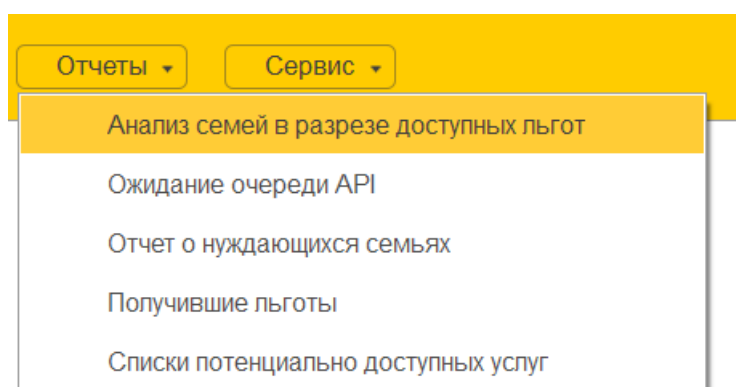 Отчеты Сервис
Анализ семей в разрезе доступных льгот
Ожидание очереди API
Отчет о нуждающихся семьях
Получившие льготы
Списки потенциально доступных услуг